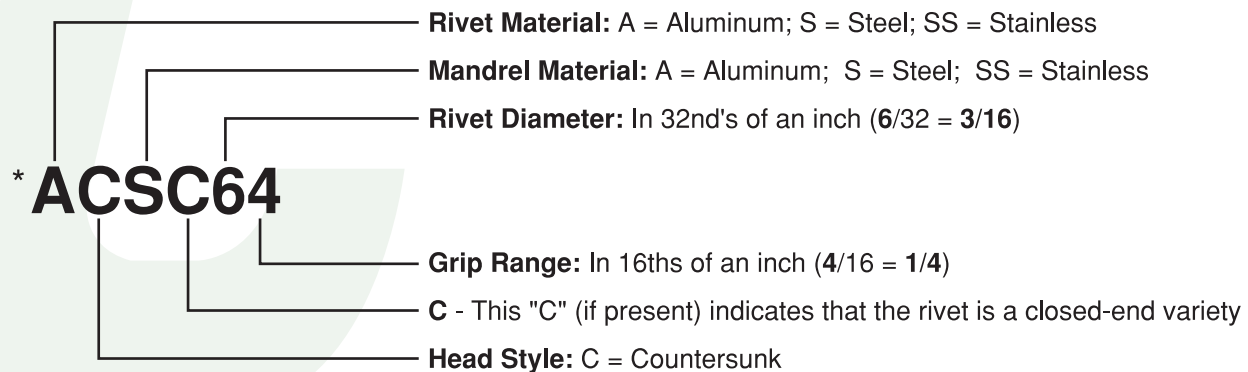 Rivet Material: A = Aluminum; S = Steel; SS = Stainless
Mandrel Material: A = Aluminum; S = Steel; SS = Stainless
Rivet Diameter: In 32nd's of an inch (6/32 = 3/16)
*ACSC64
Grip Range: In 16ths of an inch (4/16 = 1/4)
C - This "C" (if present) indicates that the rivet is a closed-end variety
Head Style: C = Countersunk